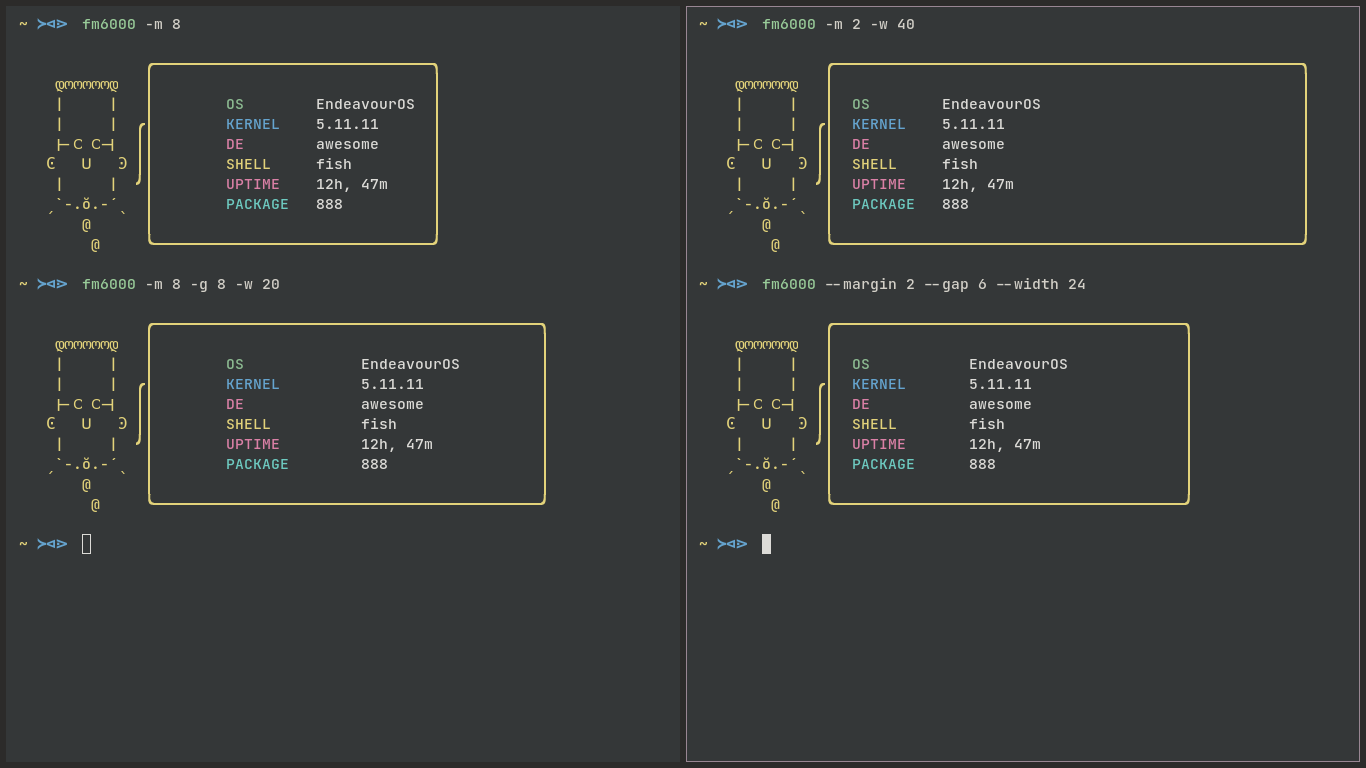 ~ ≻⊲⋗ fm6000 -m 8
OS EndeavourOS
KERNEL 5.11.11
DE awesome
SHELL fish
UPTIME 12h, 47m
PACKAGE 888
~ ≻⊲⋗ fm6000 -m 8 -g 8 -w 20
OS EndeavourOS
KERNEL 5.11.11
DE awesome
SHELL fish
UPTIME 12h, 47m
PACKAGE 888
~ ≻⊲⋗
~ ≻⊲⋗ fm6000 -m 2 -w 40
OS EndeavourOS
KERNEL 5.11.11
DE awesome
SHELL fish
UPTIME 12h, 47m
PACKAGE 888
~ ≻⊲⋗ fm6000 --margin 2 --gap 6 --width 24
OS EndeavourOS
KERNEL 5.11.11
DE awesome
SHELL fish
UPTIME 12h, 47m
PACKAGE 888
~ ≻⊲⋗